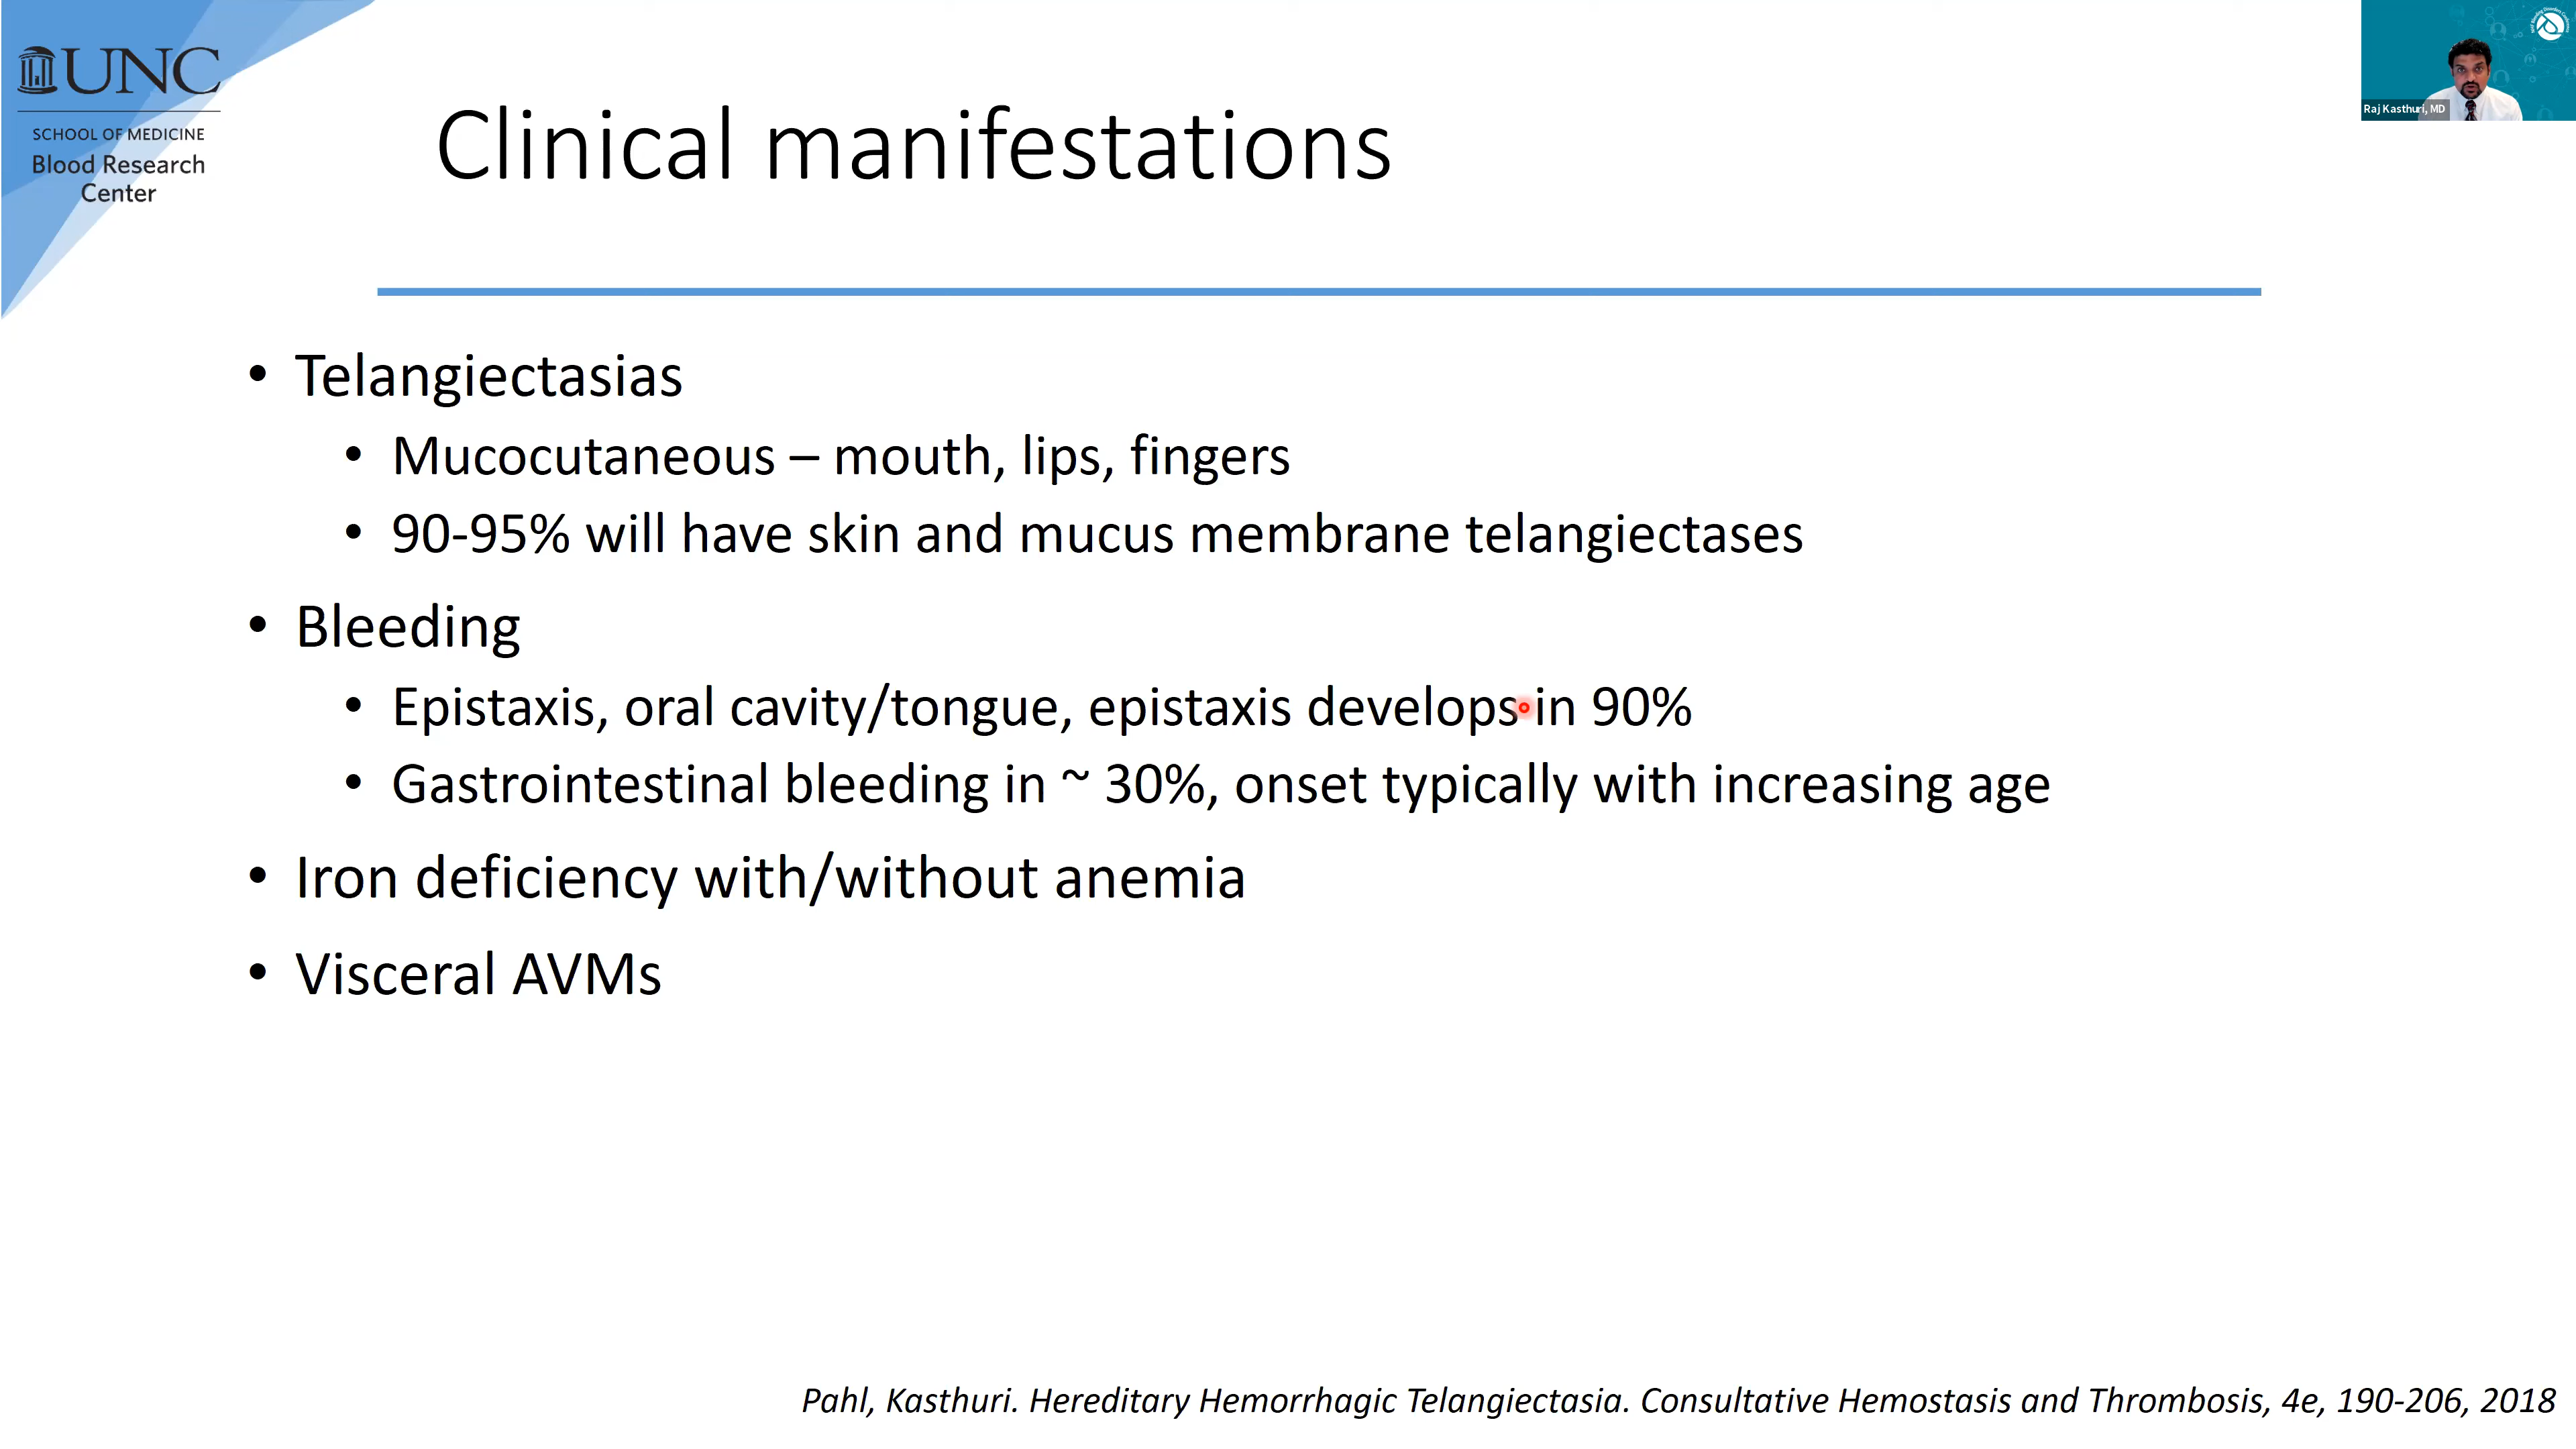 UNC
SCHOOL OF MEDICINE
Blood Research
Center
Raj Kasthuri, MD
Clinical manifestations
• Telangiectasias
• Mucocutaneous – mouth, lips, fingers
• 90-95% will have skin and mucus membrane telangiectases
• Bleeding
• Epistaxis, oral cavity/tongue, epistaxis develops in 90%
• Gastrointestinal bleeding in ~ 30%, onset typically with increasing age
• Iron deficiency with/without anemia
• Visceral AVMs
Pahl, Kasthuri. Hereditary Hemorrhagic Telangiectasia. Consultative Hemostasis and Thrombosis, 4e, 190-206, 2018